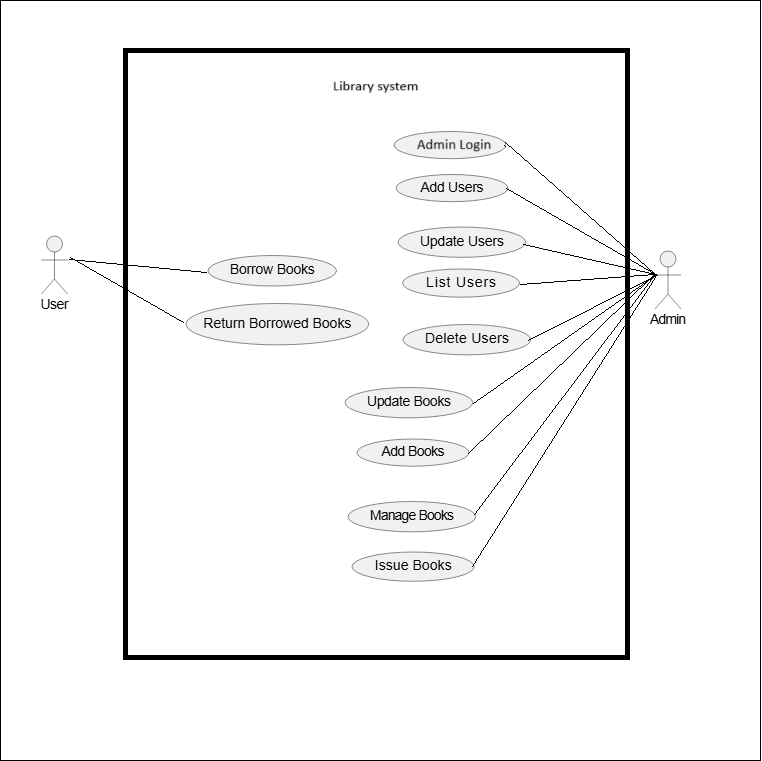 Library system
Admin Login
Add Users
Update Users
Borrow Books
List Users
User
Return Borrowed Books
Admin
Delete Users
Update Books
Add Books
Manage Books
Issue Books